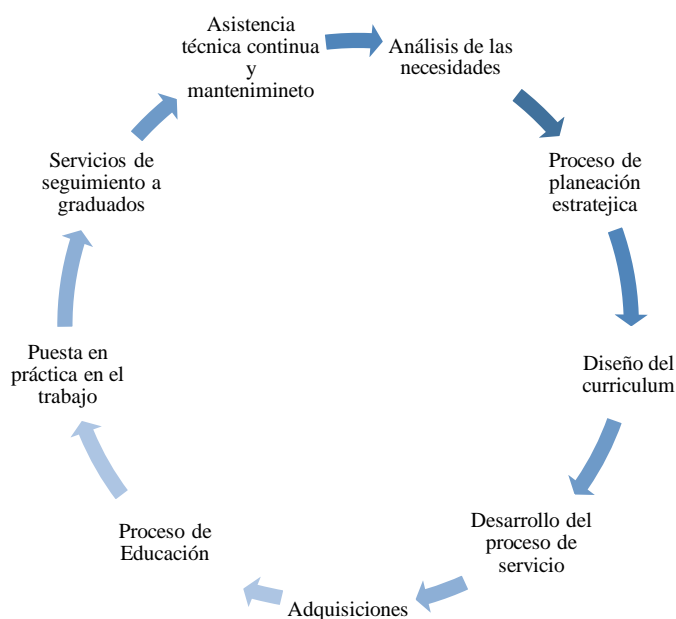 Asistencia
técnica continua
y
mantenimineto
Análisis de las
necesidades
Proceso de
planeación
estratejica
Diseño del
curriculum
Desarrollo del
proceso de
servicio
Adquisiciones
Proceso de
Educación
Puesta en
práctica en el
trabajo
Servicios de
seguimiento a
graduados